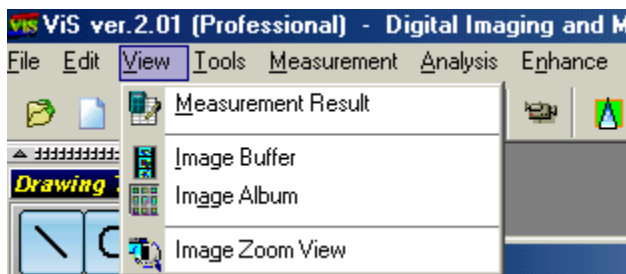 ViS ViS ver.2.01 (Professional) - Digital Imaging and M
File Edit View Tools Measurement Analysis Enhance
Measurement Result
Image Buffer
Drawing
Image Album
Image Zoom View